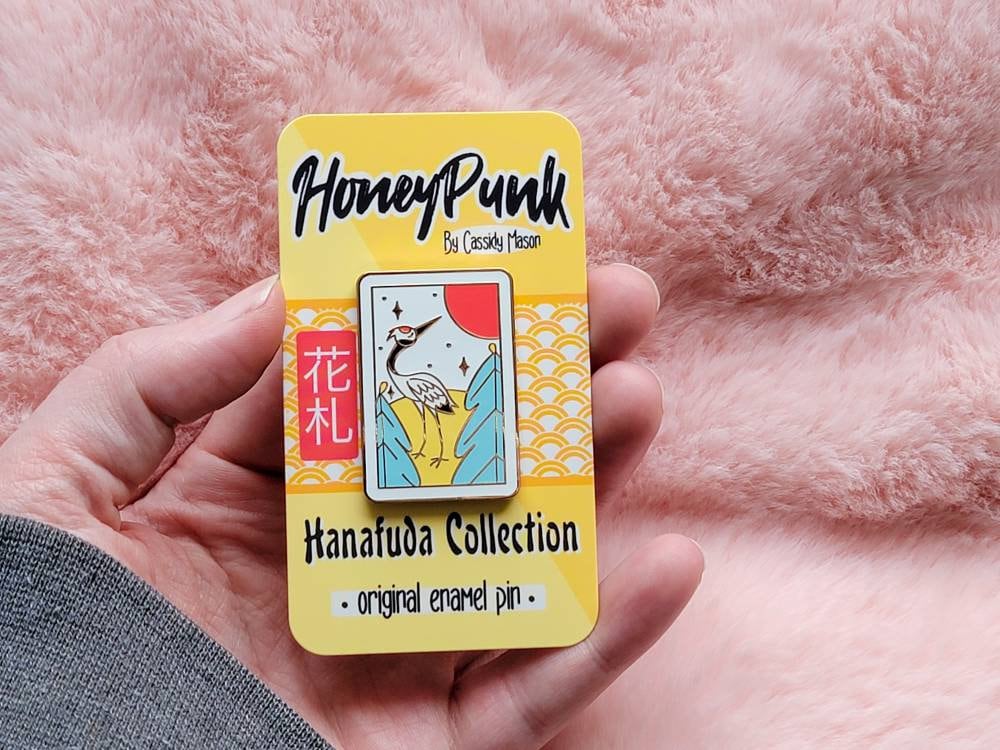 HoneyPunk
By Cassidy Mason
花
札
Hanafuda Collection
• original enamel pin •